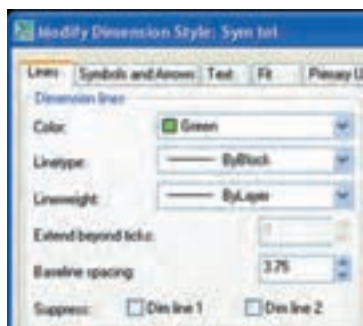 Modify Dimension Style: Sym tol
Lines Symbols and Arrows Text Fit Primary U
Dimension lines
Color: Green
Linetype: ByBlock
Lineweight: ByLayer
Extend beyond ticks:
Baseline spacing: 3.75
Suppress: Dim line 1 Dim line 2